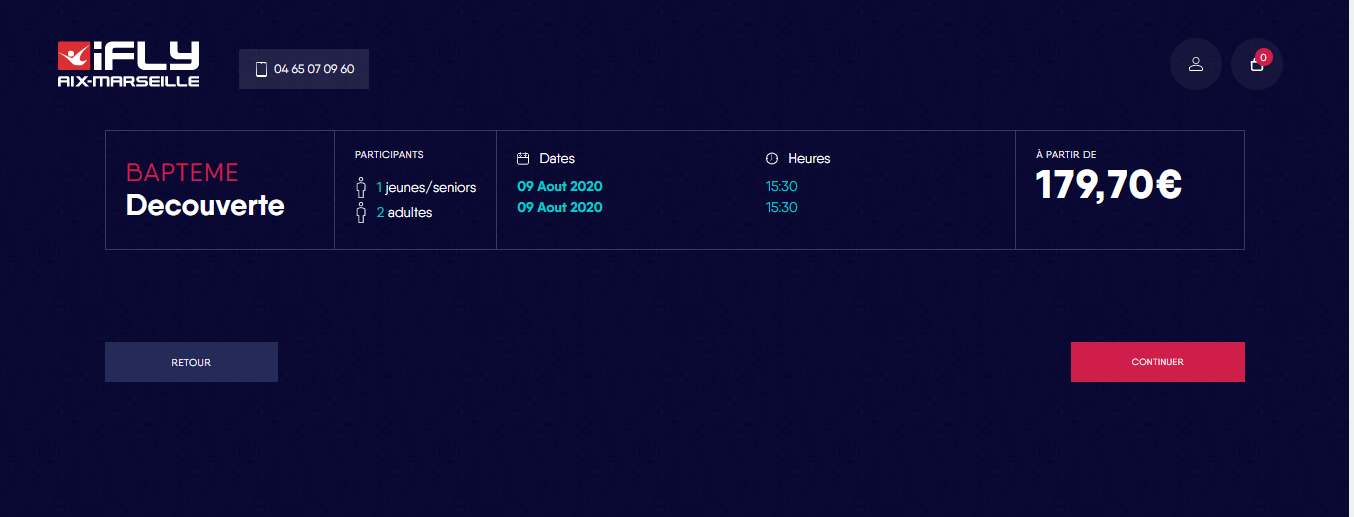 iFLY
AIX-MARSEILLE
04 65 07 09 60
0
BAPTEME
Decouverte
PARTICIPANTS
1 jeunes/seniors
2 adultes
Dates
Heures
09 Aout 2020
15:30
09 Aout 2020
15:30
À PARTIR DE
179,70€
RETOUR
CONTINUER